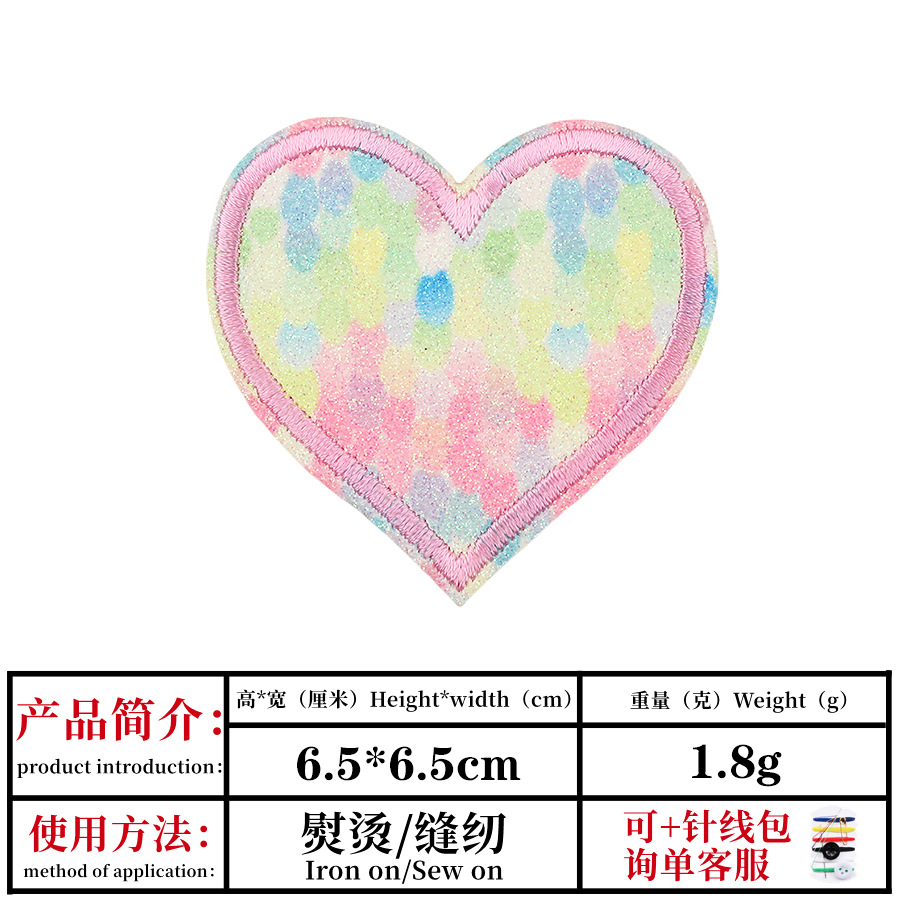 产品简介：
product introduction:
高*宽（厘米）Height*width（cm）
重量（克）Weight（g）
6.5*6.5cm
1.8g
使用方法：
method of application:
熨烫/缝纫
Iron on/Sew on
可+针线包
询单客服